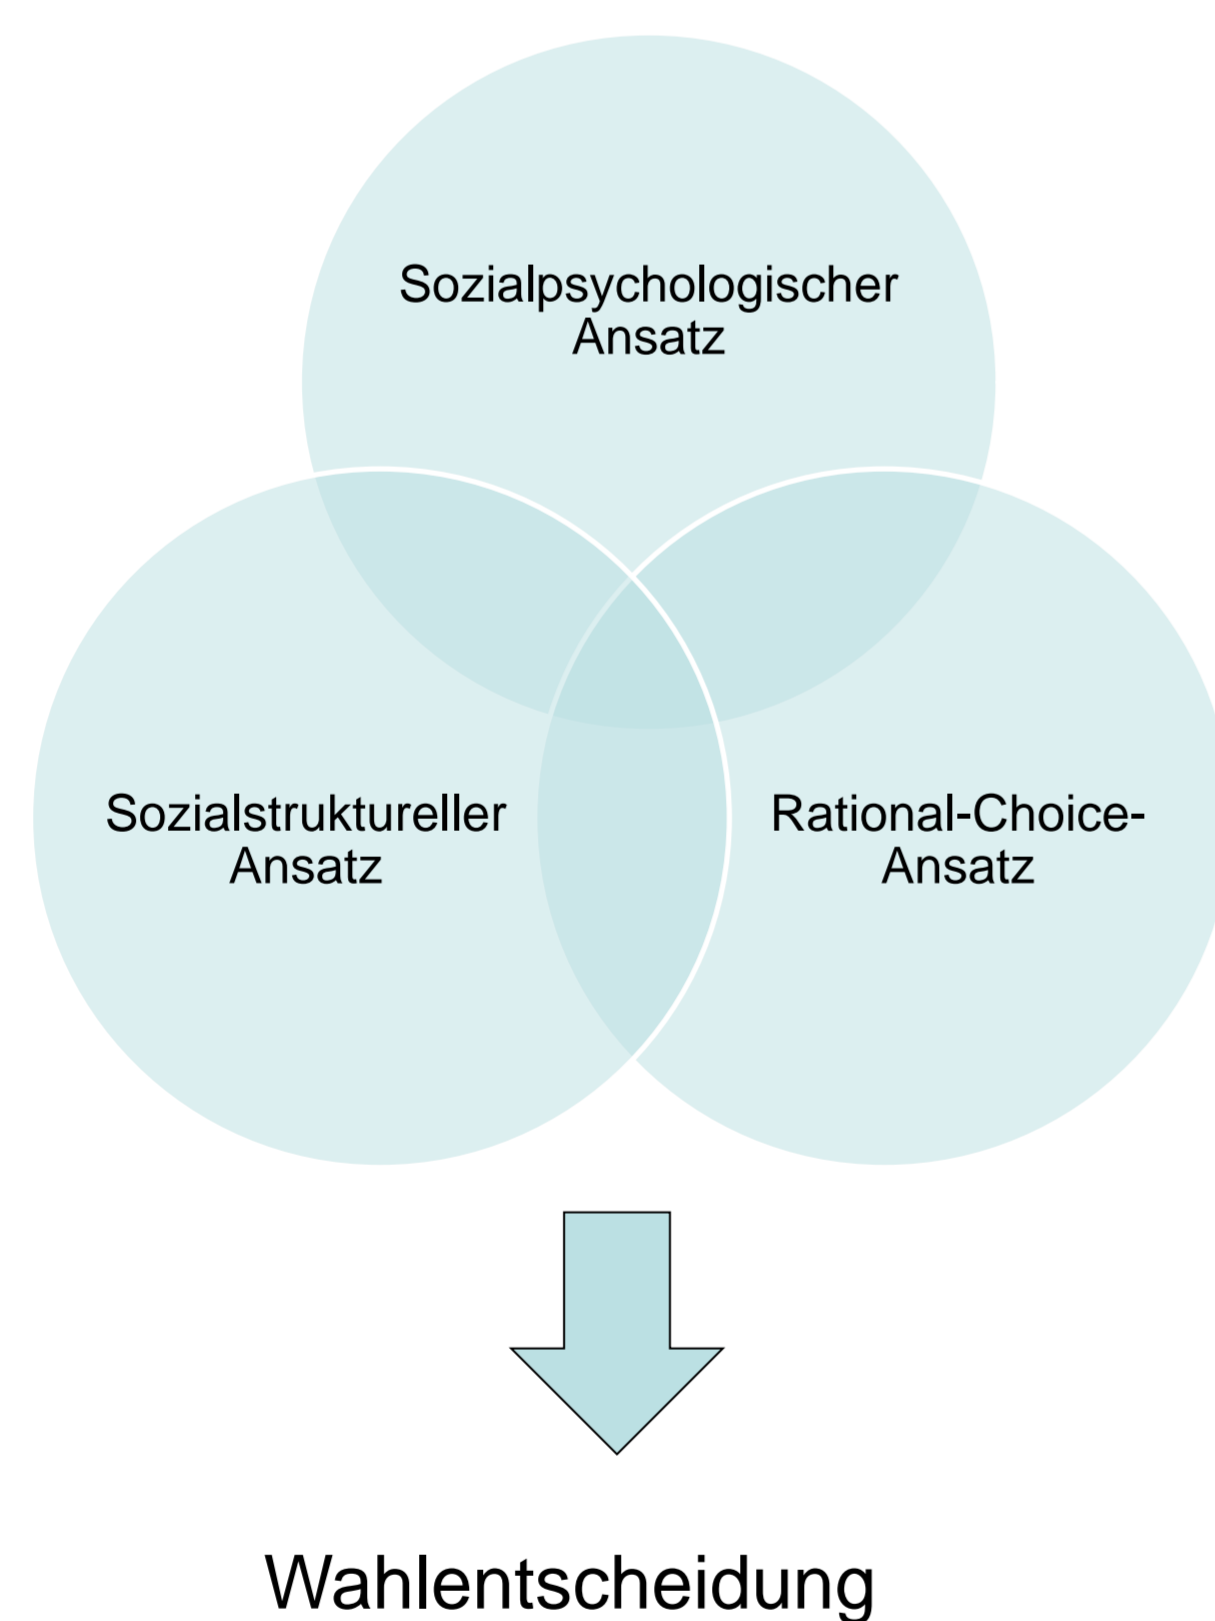 Sozialpsychologischer
Ansatz
Sozialstruktureller
Ansatz
Rational-Choice-
Ansatz
Wahlentscheidung